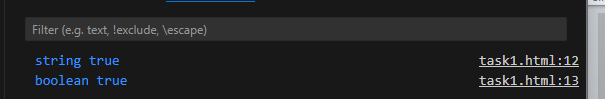 Filter (e.g. text, !exclude, \escape)
string true task1.html:12
boolean true task1.html:13